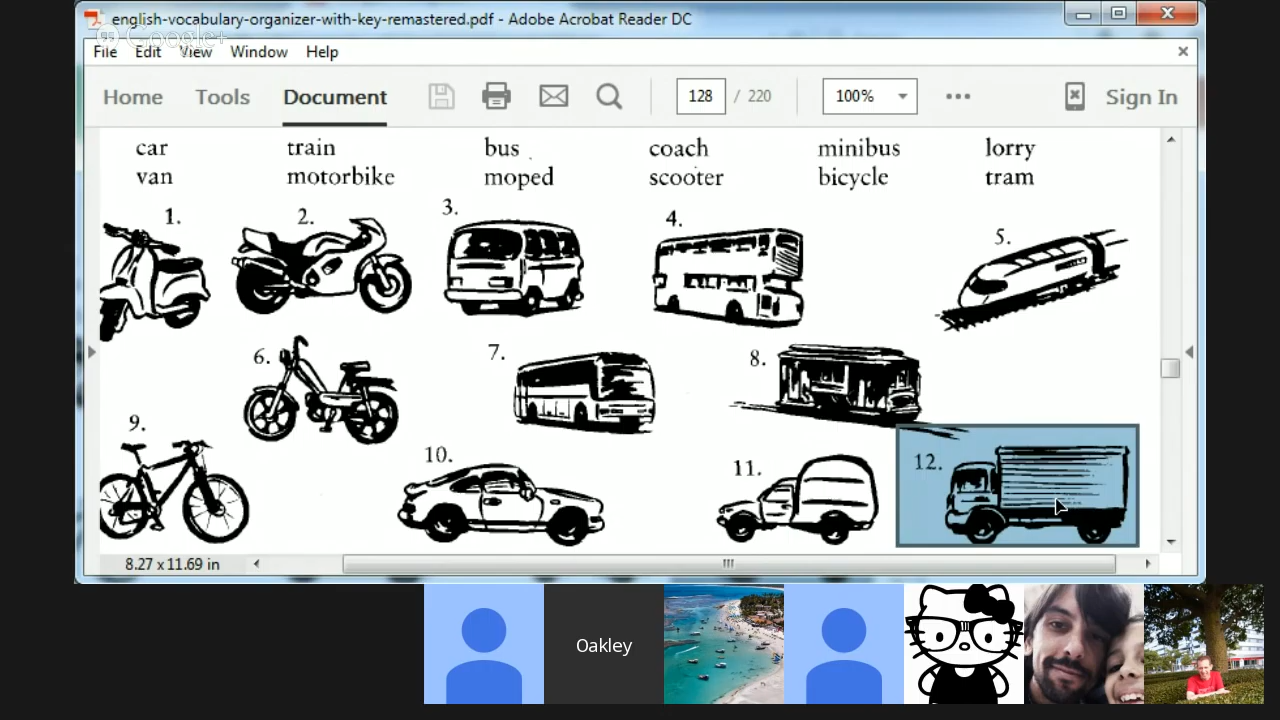 english-vocabulary-organizer-with-key-remastered.pdf - Adobe Acrobat Reader DC
Google+
File Edit View Window Help
Home Tools Document 128 / 220 100% Sign In
car train bus coach minibus lorry
van motorbike moped scooter bicycle tram
1. 2. 3. 4. 5.
6. 7. 8.
9. 10. 11. 12.
8.27 x 11.69 in
Oakley